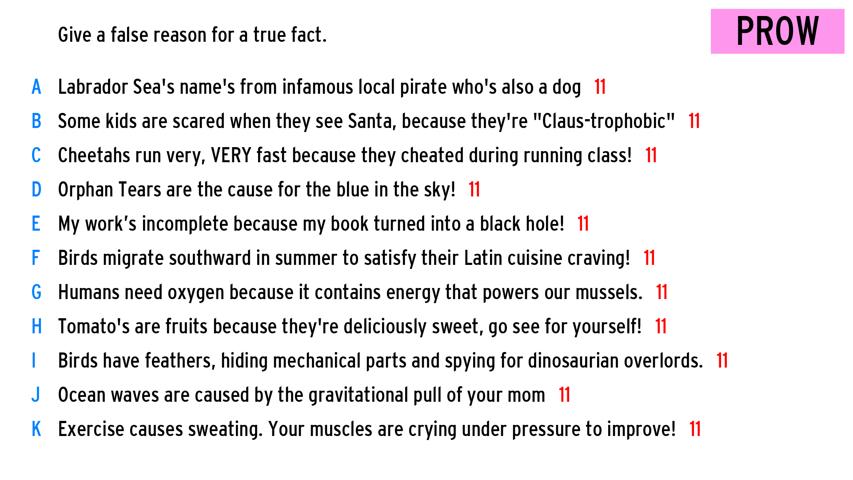 Give a false reason for a true fact.
PROW
A Labrador Sea's name's from infamous local pirate who's also a dog 11
B Some kids are scared when they see Santa, because they're "Claus-trophobic" 11
C Cheetahs run very, VERY fast because they cheated during running class! 11
D Orphan Tears are the cause for the blue in the sky! 11
E My work’s incomplete because my book turned into a black hole! 11
F Birds migrate southward in summer to satisfy their Latin cuisine craving! 11
G Humans need oxygen because it contains energy that powers our mussels. 11
H Tomato's are fruits because they're deliciously sweet, go see for yourself! 11
I Birds have feathers, hiding mechanical parts and spying for dinosaurian overlords. 11
J Ocean waves are caused by the gravitational pull of your mom 11
K Exercise causes sweating. Your muscles are crying under pressure to improve! 11